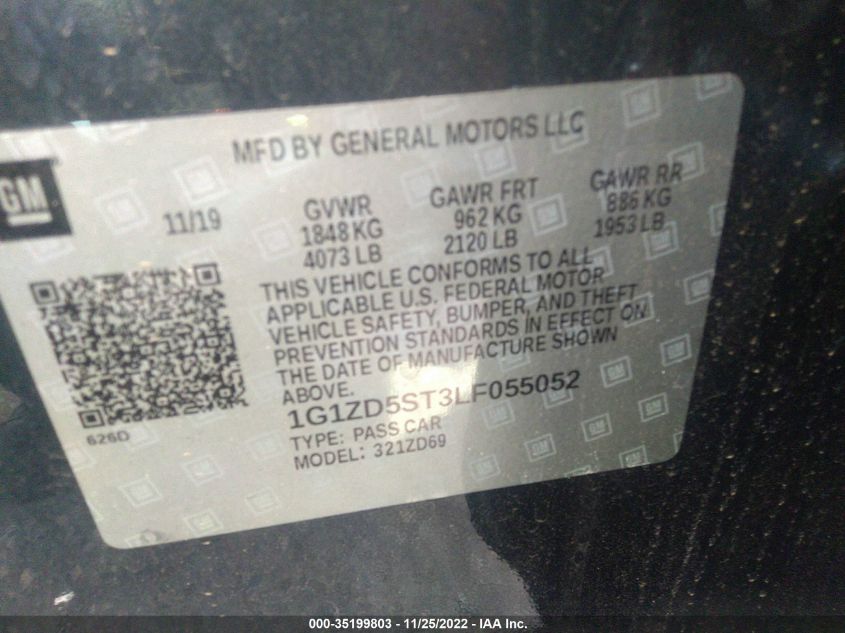 MFD BY GENERAL MOTORS LLC
GM
11/19
GVWR
1848 KG
4073 LB
GAWR FRT
962 KG
2120 LB
GAWR RR
886 KG
1953 LB
THIS VEHICLE CONFORMS TO ALL
APPLICABLE U.S. FEDERAL MOTOR
VEHICLE SAFETY, BUMPER, AND THEFT
PREVENTION STANDARDS IN EFFECT ON
THE DATE OF MANUFACTURE SHOWN
ABOVE.
1G1ZD5ST3LF055052
TYPE: PASS CAR
MODEL: 321ZD69
626D
000-35199803 - 11/25/2022 - IAA Inc.